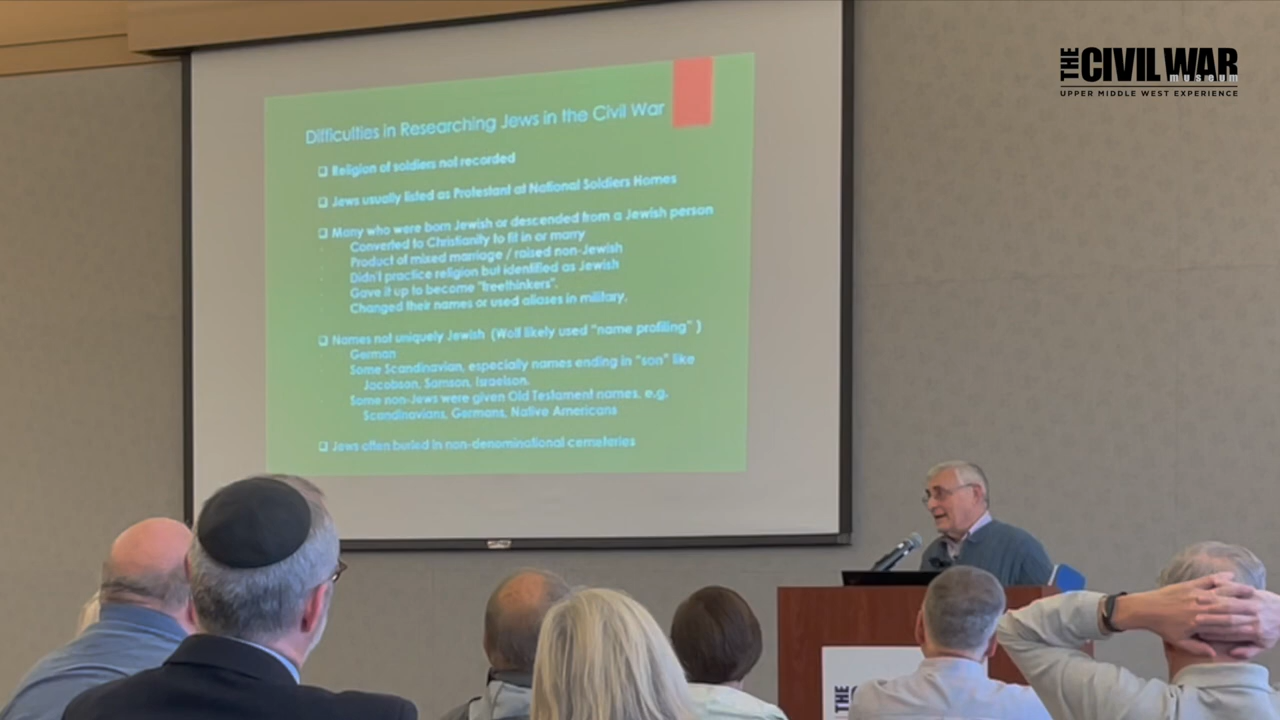 THE CIVIL WAR
museum
UPPER MIDDLE WEST EXPERIENCE
Difficulties in Researching Jews in the Civil War
Religion of soldiers not recorded
Jews usually listed as Protestant at National Soldiers Homes
Many who were born Jewish or descended from a Jewish person
Converted to Christianity to fit in or marry
Product of mixed marriage / raised non-Jewish
Didn't practice religion but identified as Jewish
Gave it up to become "freethinkers".
Changed their names or used aliases in military.
Names not uniquely Jewish (Wolf likely used "name profiling" )
German
Some Scandinavian, especially names ending in "son" like
Jacobson, Samson, Israelson.
Some non-Jews were given Old Testament names, e.g.
Scandinavians, Germans, Native Americans
Jews often buried in non-denominational cemeteries
THE